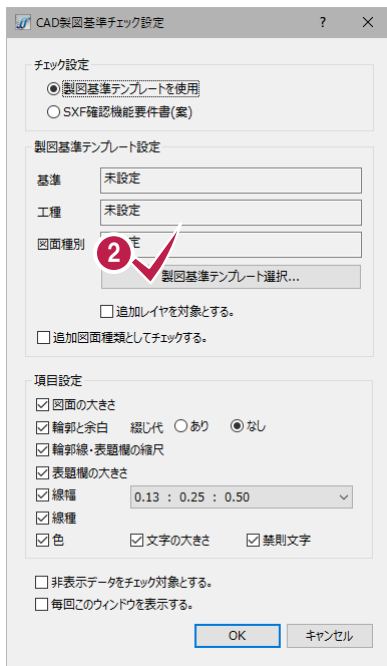 CAD製図基準チェック設定 ? ×
チェック設定
製図基準テンプレートを使用
SXF確認機能要件書(案)
製図基準テンプレート設定
基準 未設定
工種 未設定
図面種別 定
2
製図基準テンプレート選択...
追加レイヤを対象とする。
追加図面種類としてチェックする。
項目設定
図面の大きさ
輪郭と余白 綴じ代 あり なし
輪郭線・表題欄の縮尺
表題欄の大きさ
線幅 0.13 : 0.25 : 0.50
線種
色 文字の大きさ 禁則文字
非表示データをチェック対象とする。
毎回このウィンドウを表示する。
OK キャンセル